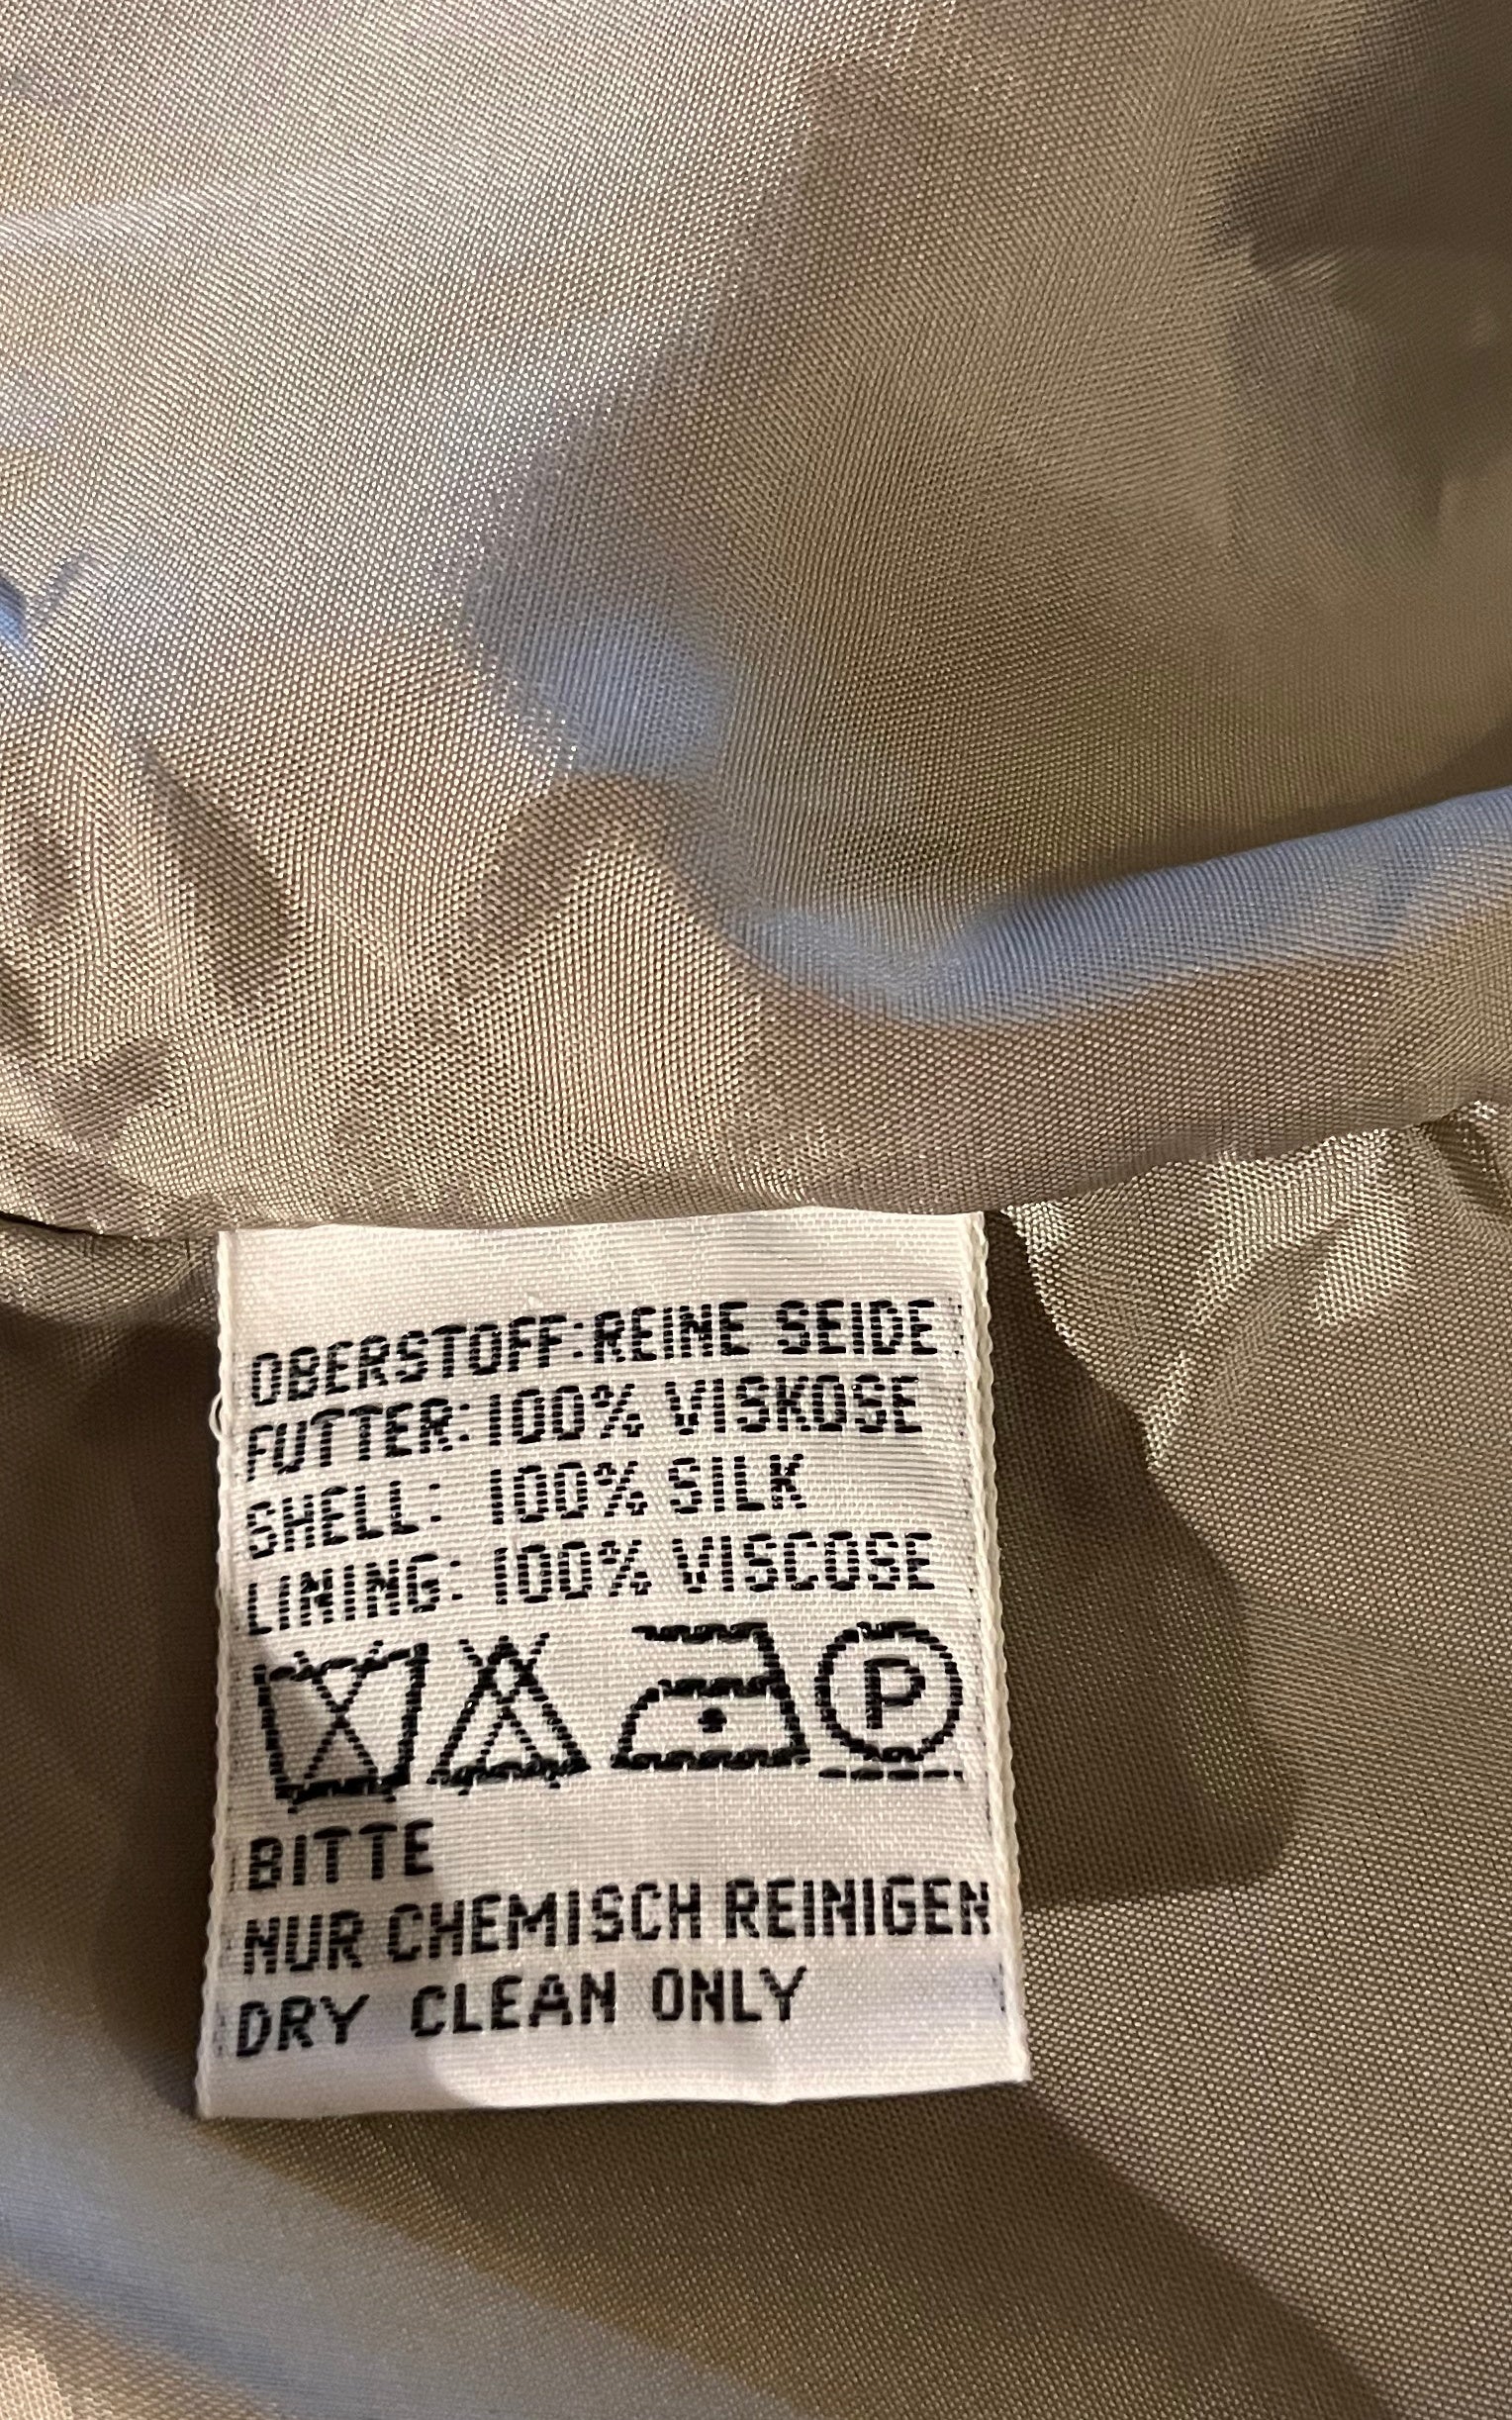 OBERSTOFF:REINE SEIDE
FUTTER:100% VISKOSE
SHELL: 100% SILK
LINING: 100% VISCOSE
P
BITTE
NUR CHEMISCH REINIGEN
DRY CLEAN ONLY